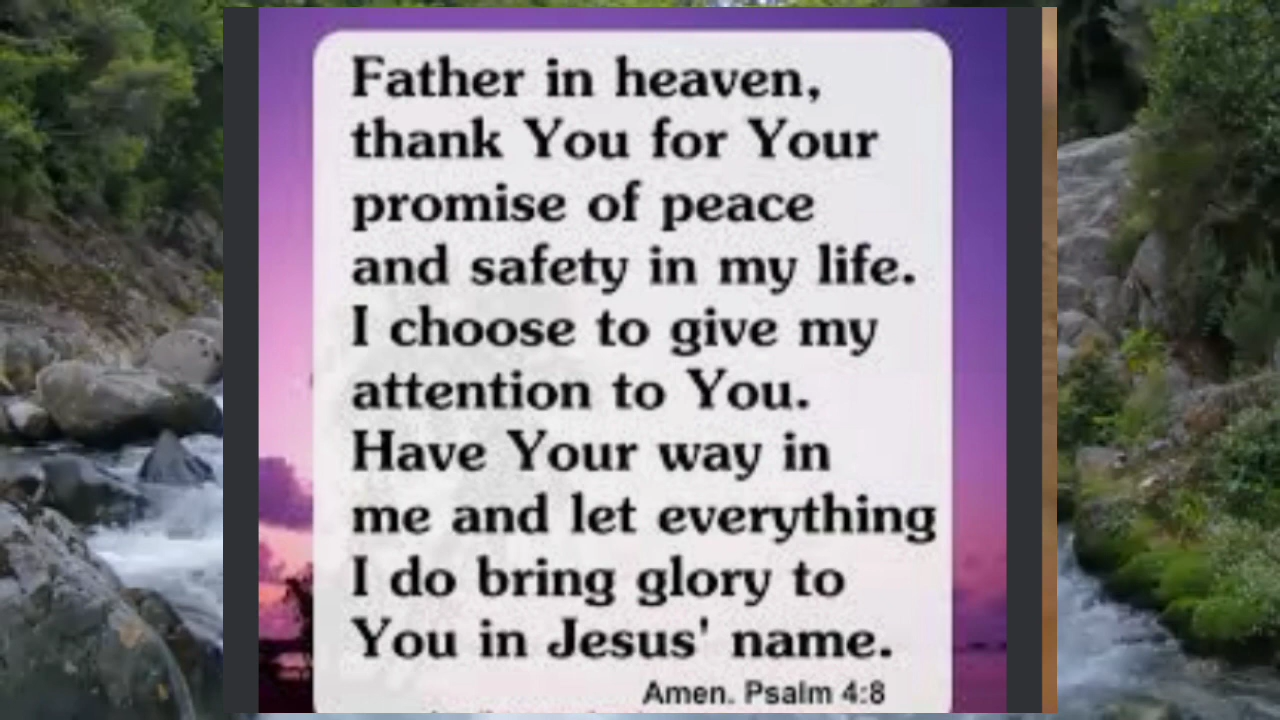 Father in heaven,
thank You for Your
promise of peace
and safety in my life.
I choose to give my
attention to You.
Have Your way in
me and let everything
I do bring glory to
You in Jesus' name.
Amen. Psalm 4:8